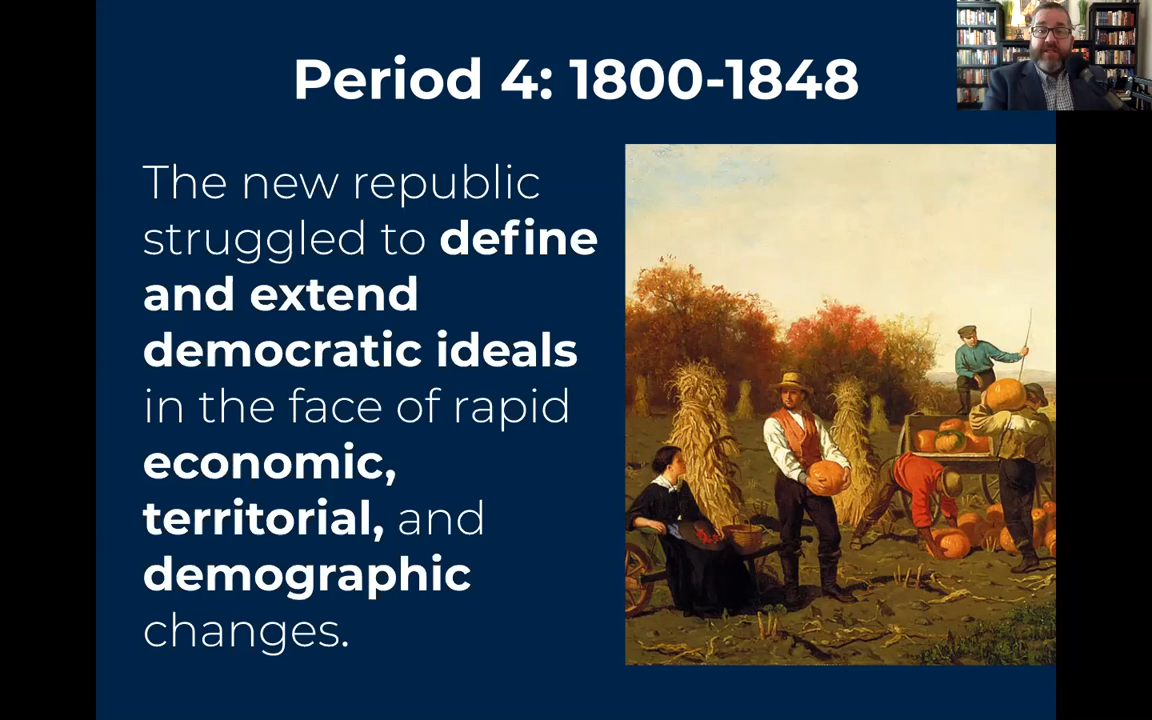 Period 4: 1800-1848
The new republic
struggled to define
and extend
democratic ideals
in the face of rapid
economic,
territorial, and
demographic
changes.